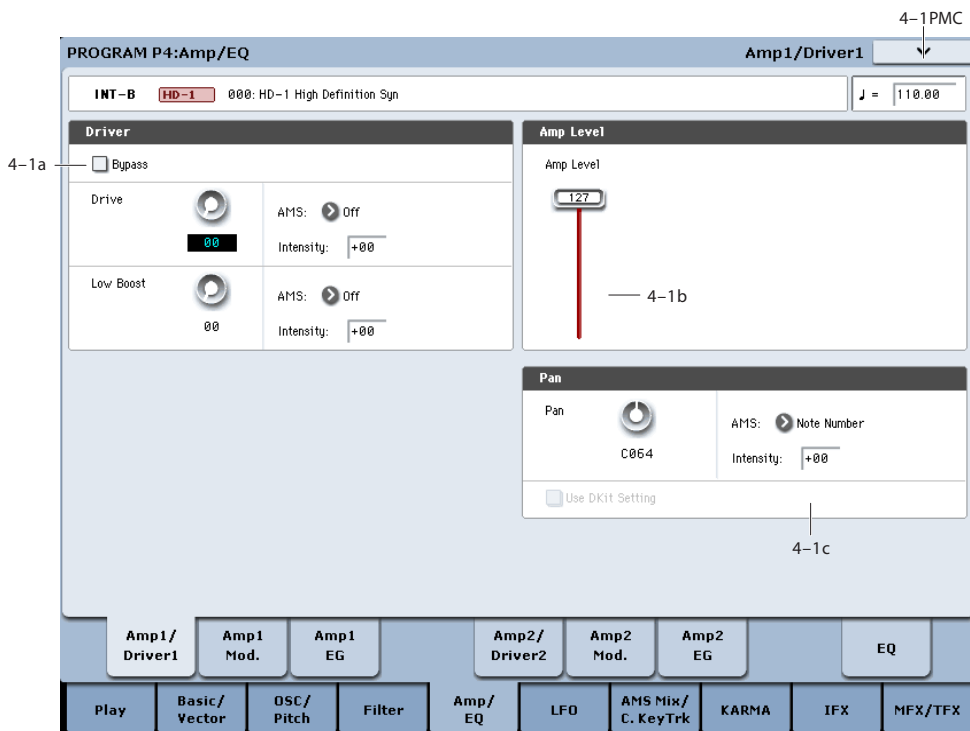 4–1PMC
PROGRAM P4:Amp/EQ
Amp1/Driver1
INT–B HD–1 000: HD–1 High Definition Syn
♩ = 110.00
Driver
4–1a
Bypass
Drive
00
AMS: Off
Intensity: +00
Low Boost
00
AMS: Off
Intensity: +00
Amp Level
Amp Level
127
4–1b
Pan
Pan
C064
AMS: Note Number
Intensity: +00
Use DKit Setting
4–1c
Amp1/
Driver1
Amp1
Mod.
Amp1
EG
Amp2/
Driver2
Amp2
Mod.
Amp2
EG
EQ
Play
Basic/
Vector
OSC/
Pitch
Filter
Amp/
EQ
LFO
AMS Mix/
C. KeyTrk
KARMA
IFX
MFX/TFX